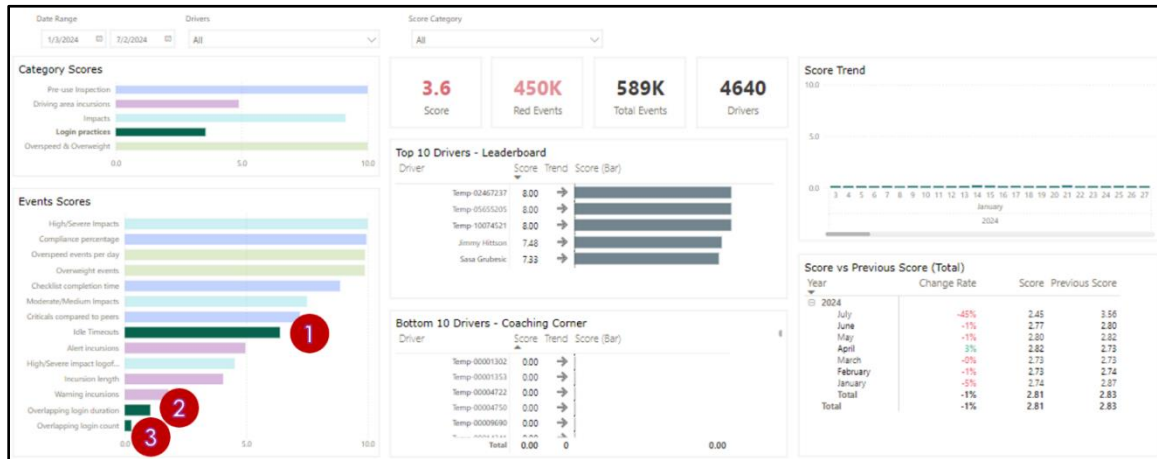 Date Range
Drivers
Score Category
1/3/2024
7/2/2024
All
All
Category Scores
Pre-use Inspection
Driving area incursions
Impacts
Login practices
Overspeed & Overweight
0.0 5.0 10.0
Events Scores
High/Severe Impacts
Compliance percentage
Overspeed events per day
Overweight events
Checklist completion time
Moderate/Medium Impacts
Criticals compared to peers
Idle Timeouts
1
Alert incursions
High/Severe impact logof...
Incursion length
Warning incursions
Overlapping login duration
2
Overlapping login count
3
0.0 5.0 10.0
3.6
Score
450K
Red Events
589K
Total Events
4640
Drivers
Top 10 Drivers - Leaderboard
Driver Score Trend Score (Bar)
Temp-02467237 8.00
Temp-05655205 8.00
Temp-10074521 8.00
Jimmy Hittson 7.48
Sasa Grubesic 7.33
Bottom 10 Drivers - Coaching Corner
Driver Score Trend Score (Bar)
Temp-00001302 0.00
Temp-00001353 0.00
Temp-00004722 0.00
Temp-00004750 0.00
Temp-00009690 0.00
Total 0.00 0 0.00
Score Trend
10.0
5.0
0.0
3 4 5 6 7 8 9 10 11 12 13 14 15 16 17 18 19 20 21 22 23 24 25 26 27
January
2024
Score vs Previous Score (Total)
Year Change Rate Score Previous Score
2024
July -45% 2.45 3.56
June -1% 2.77 2.80
May -1% 2.80 2.82
April 3% 2.82 2.73
March -0% 2.73 2.73
February -1% 2.73 2.74
January -5% 2.74 2.87
Total -1% 2.81 2.83
Total -1% 2.81 2.83